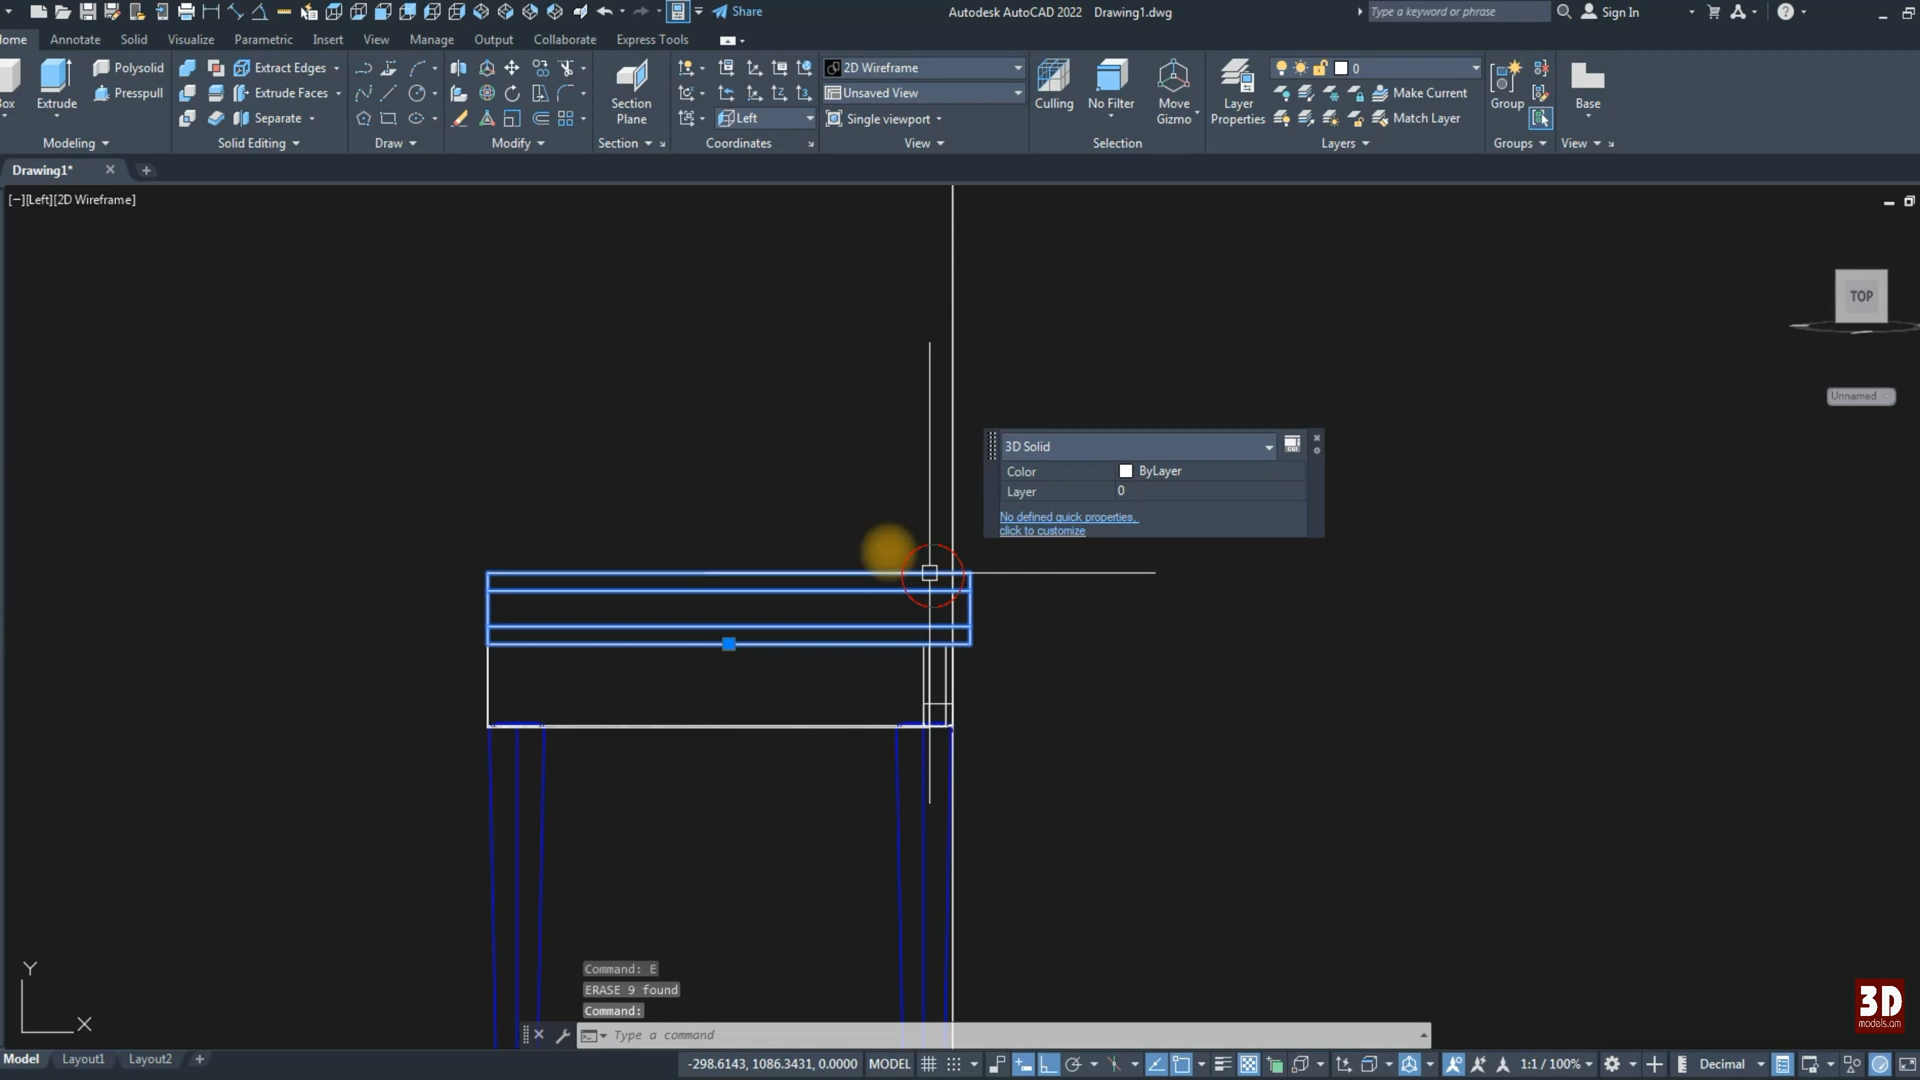 Share
Autodesk AutoCAD 2022 Drawing1.dwg
Type a keyword or phrase
Sign In
Annotate Solid Visualize Parametric Insert View Manage Output Collaborate Express Tools
Polysolid
Extrude
Presspull
Extract Edges
Extrude Faces
Separate
Section
Plane
Left
2D Wireframe
Unsaved View
Single viewport
Culling
No Filter
Move
Gizmo
Layer
Properties
0
Make Current
Match Layer
Group
Base
Modeling
Solid Editing
Draw
Modify
Section
Coordinates
View
Selection
Layers
Groups
View
Drawing1*
[−][Left][2D Wireframe]
TOP
Unnamed
3D Solid
Color ByLayer
Layer 0
No defined quick properties,
click to customize
Command: E
ERASE 9 found
Command:
Type a command
Y
X
3D
models.am
Model Layout1 Layout2
-298.6143, 1086.3431, 0.0000 MODEL
1:1 / 100%
Decimal